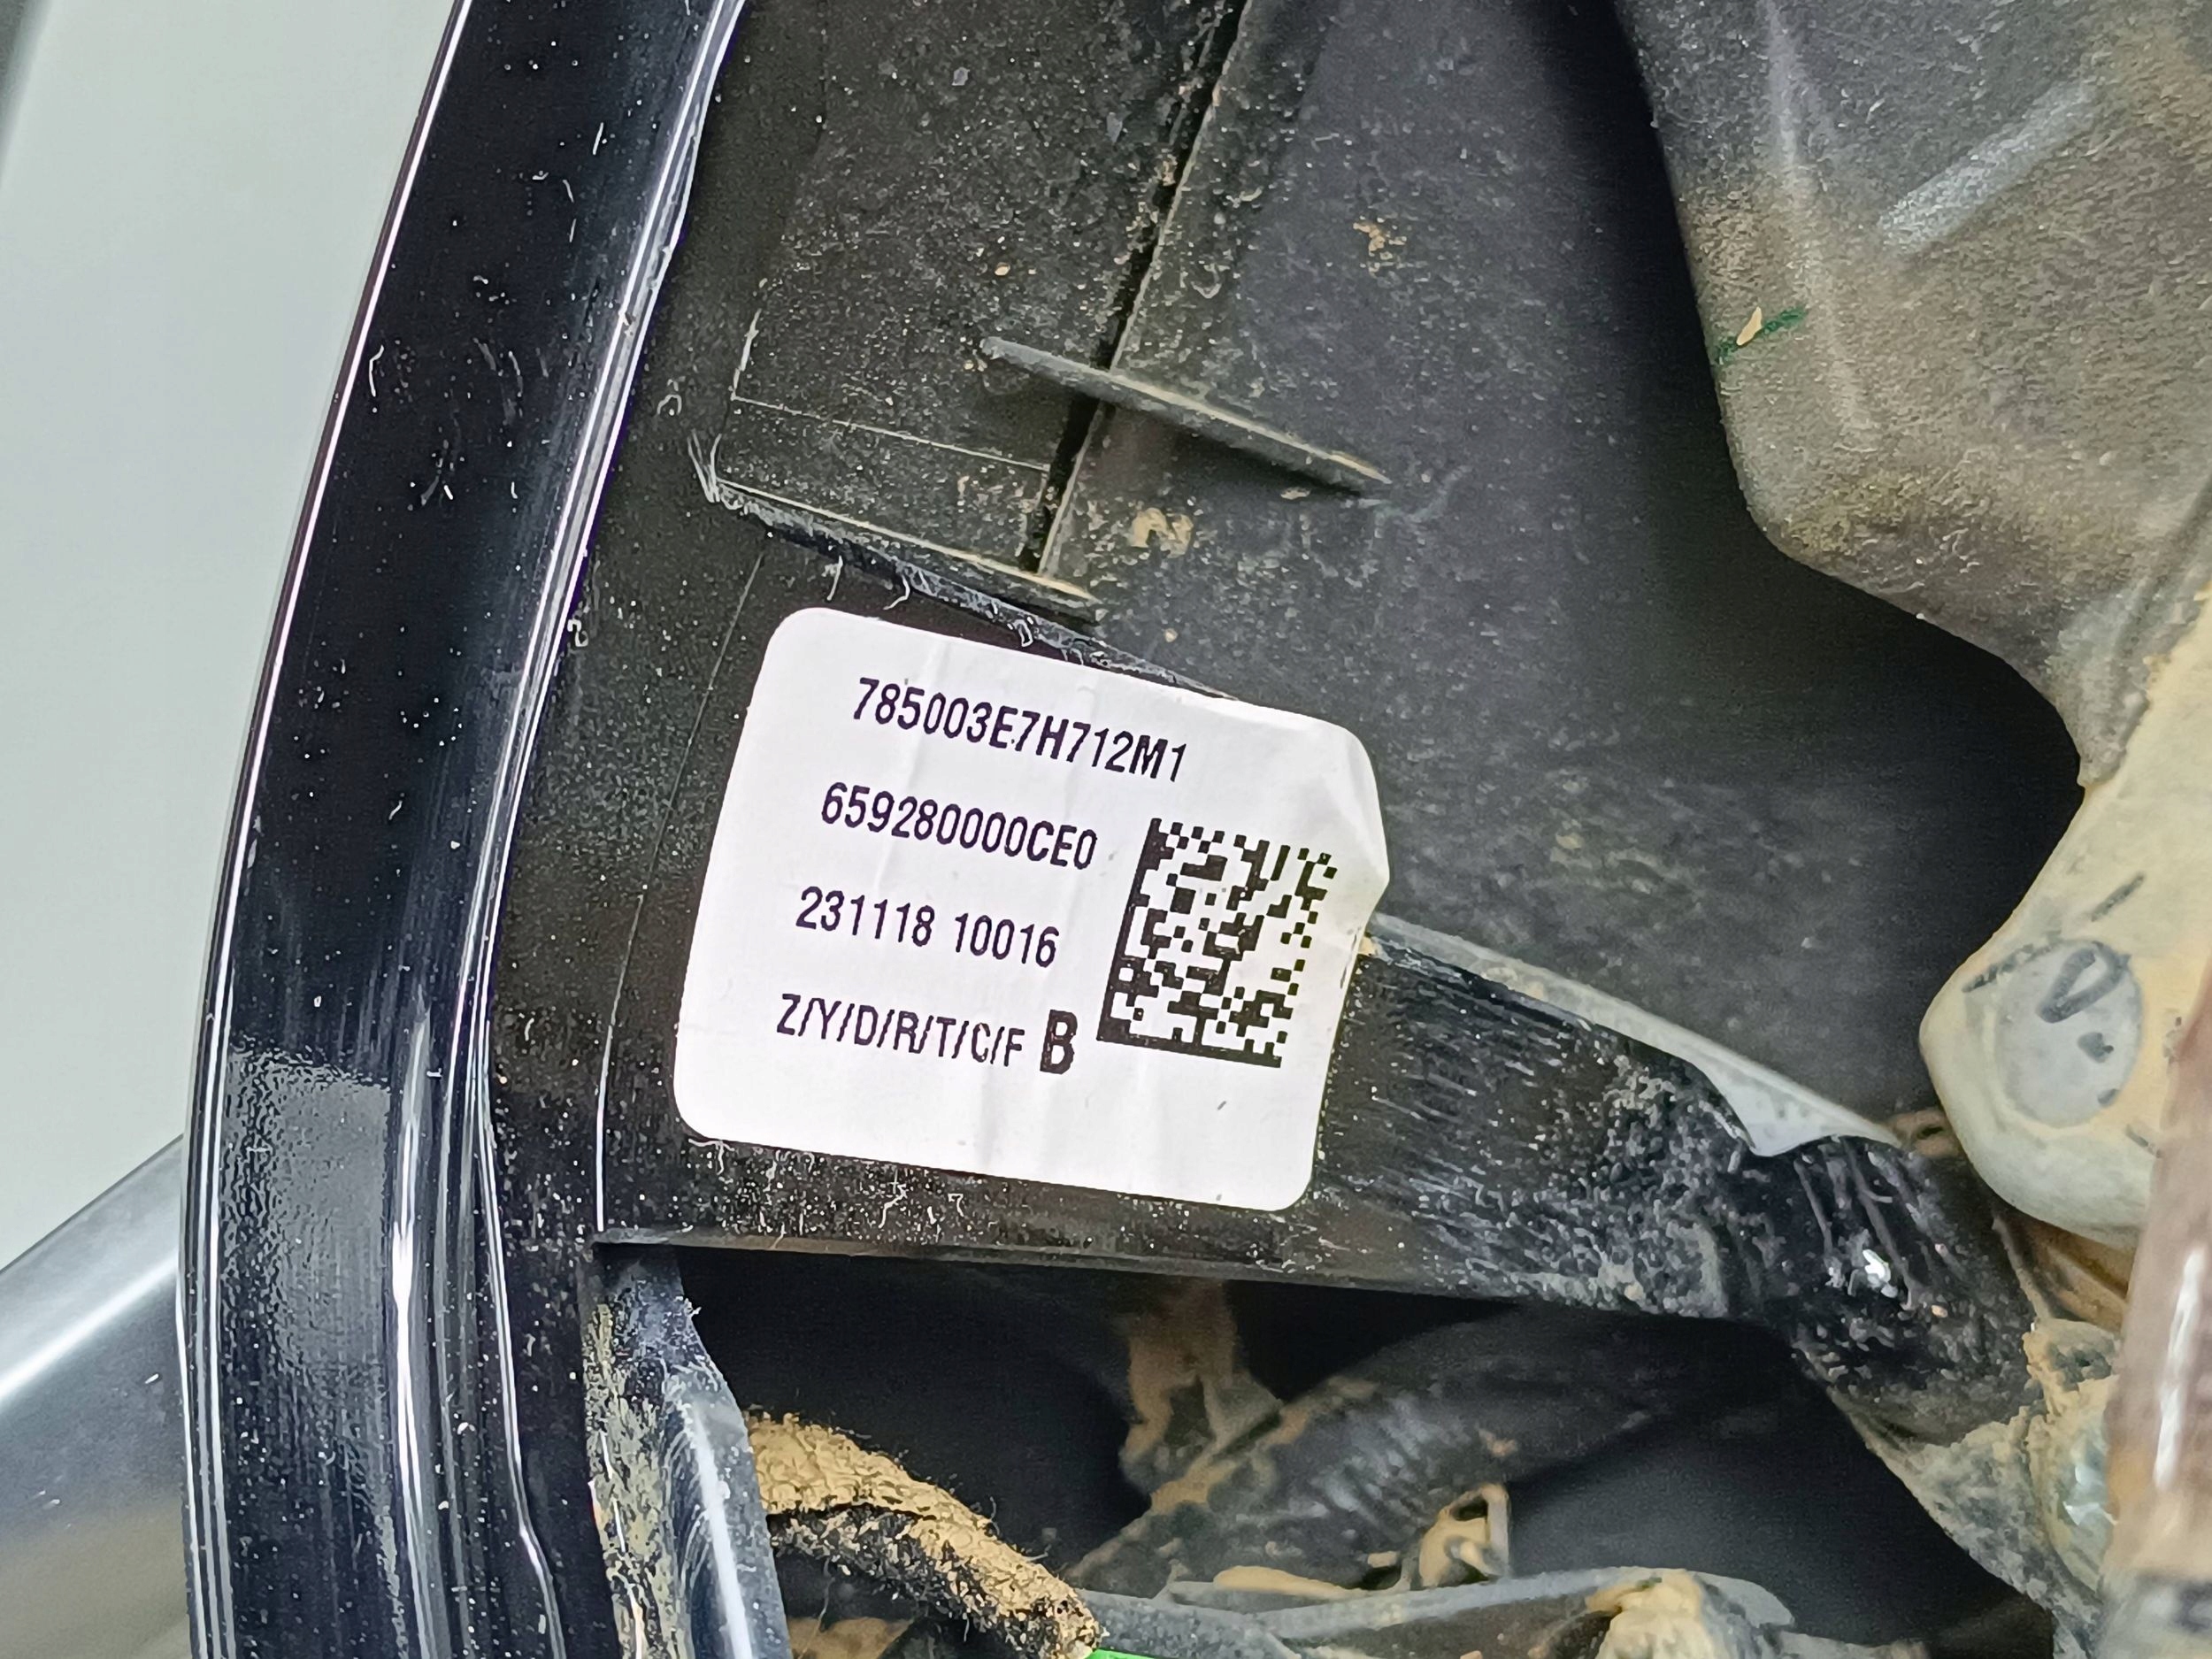 785003E7H712M1
659280000CE0
231118 10016
Z/Y/D/R/T/C/F B